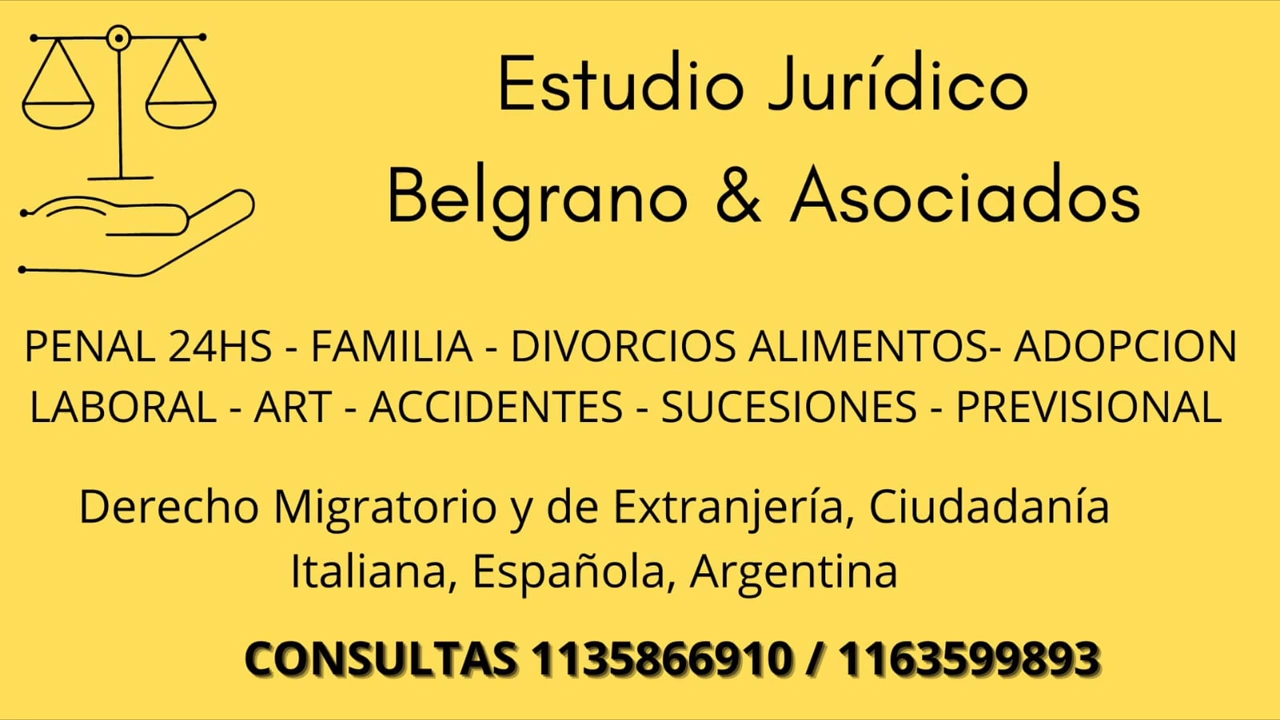 Estudio Jurídico
Belgrano & Asociados
PENAL 24HS - FAMILIA - DIVORCIOS ALIMENTOS- ADOPCION
LABORAL - ART - ACCIDENTES - SUCESIONES - PREVISIONAL
Derecho Migratorio y de Extranjería, Ciudadanía
Italiana, Española, Argentina
CONSULTAS 1135866910 / 1163599893